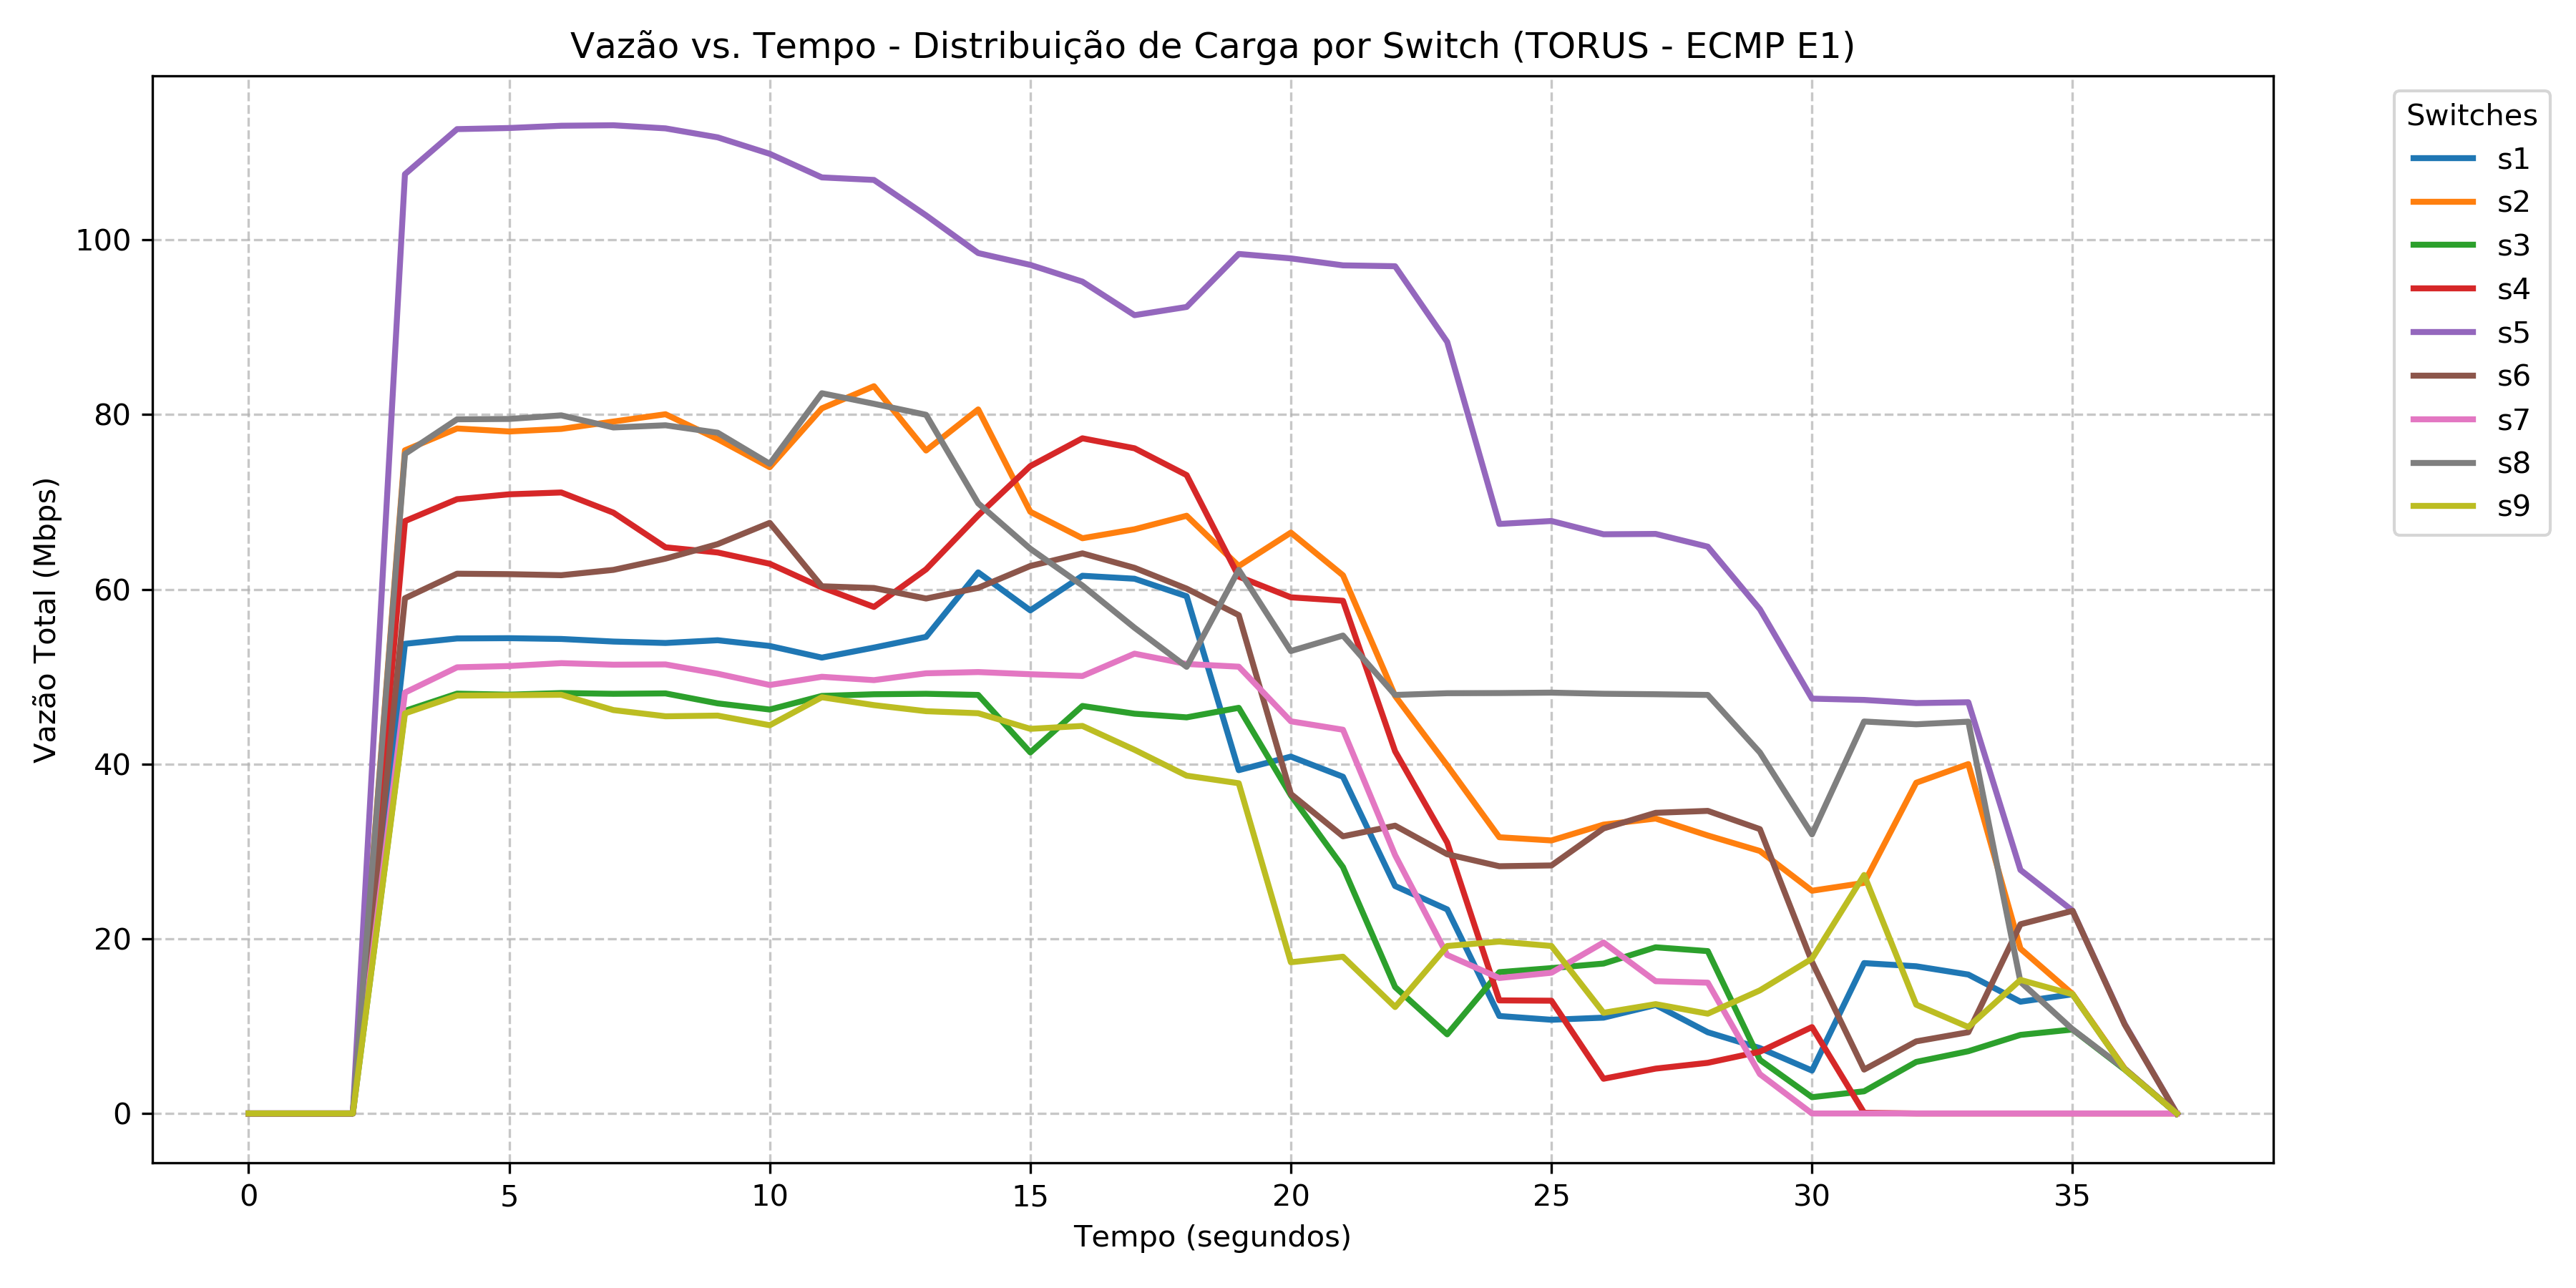 Vazão vs. Tempo - Distribuição de Carga por Switch (TORUS - ECMP E1)
Switches
s1
s2
s3
s4
s5
s6
s7
s8
s9
Vazão Total (Mbps)
100
80
60
40
20
0
0 5 10 15 20 25 30 35
Tempo (segundos)